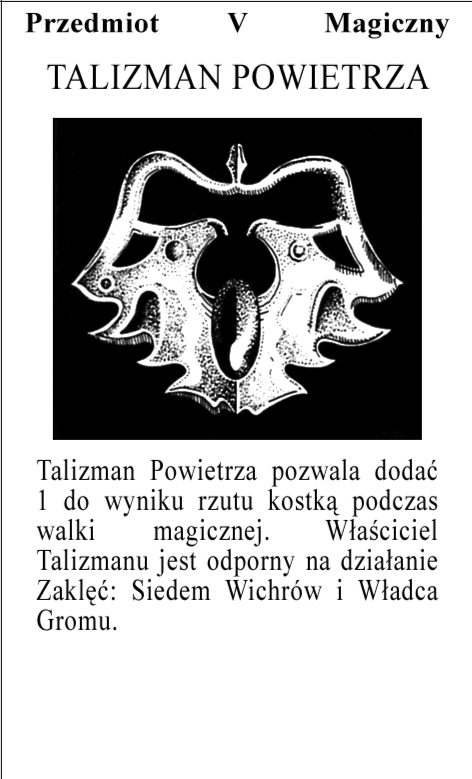 Przedmiot V Magiczny
TALIZMAN POWIETRZA
Talizman Powietrza pozwala dodać
1 do wyniku rzutu kostką podczas
walki magicznej. Właściciel
Talizmanu jest odporny na działanie
Zaklęć: Siedem Wichrów i Władca
Gromu.